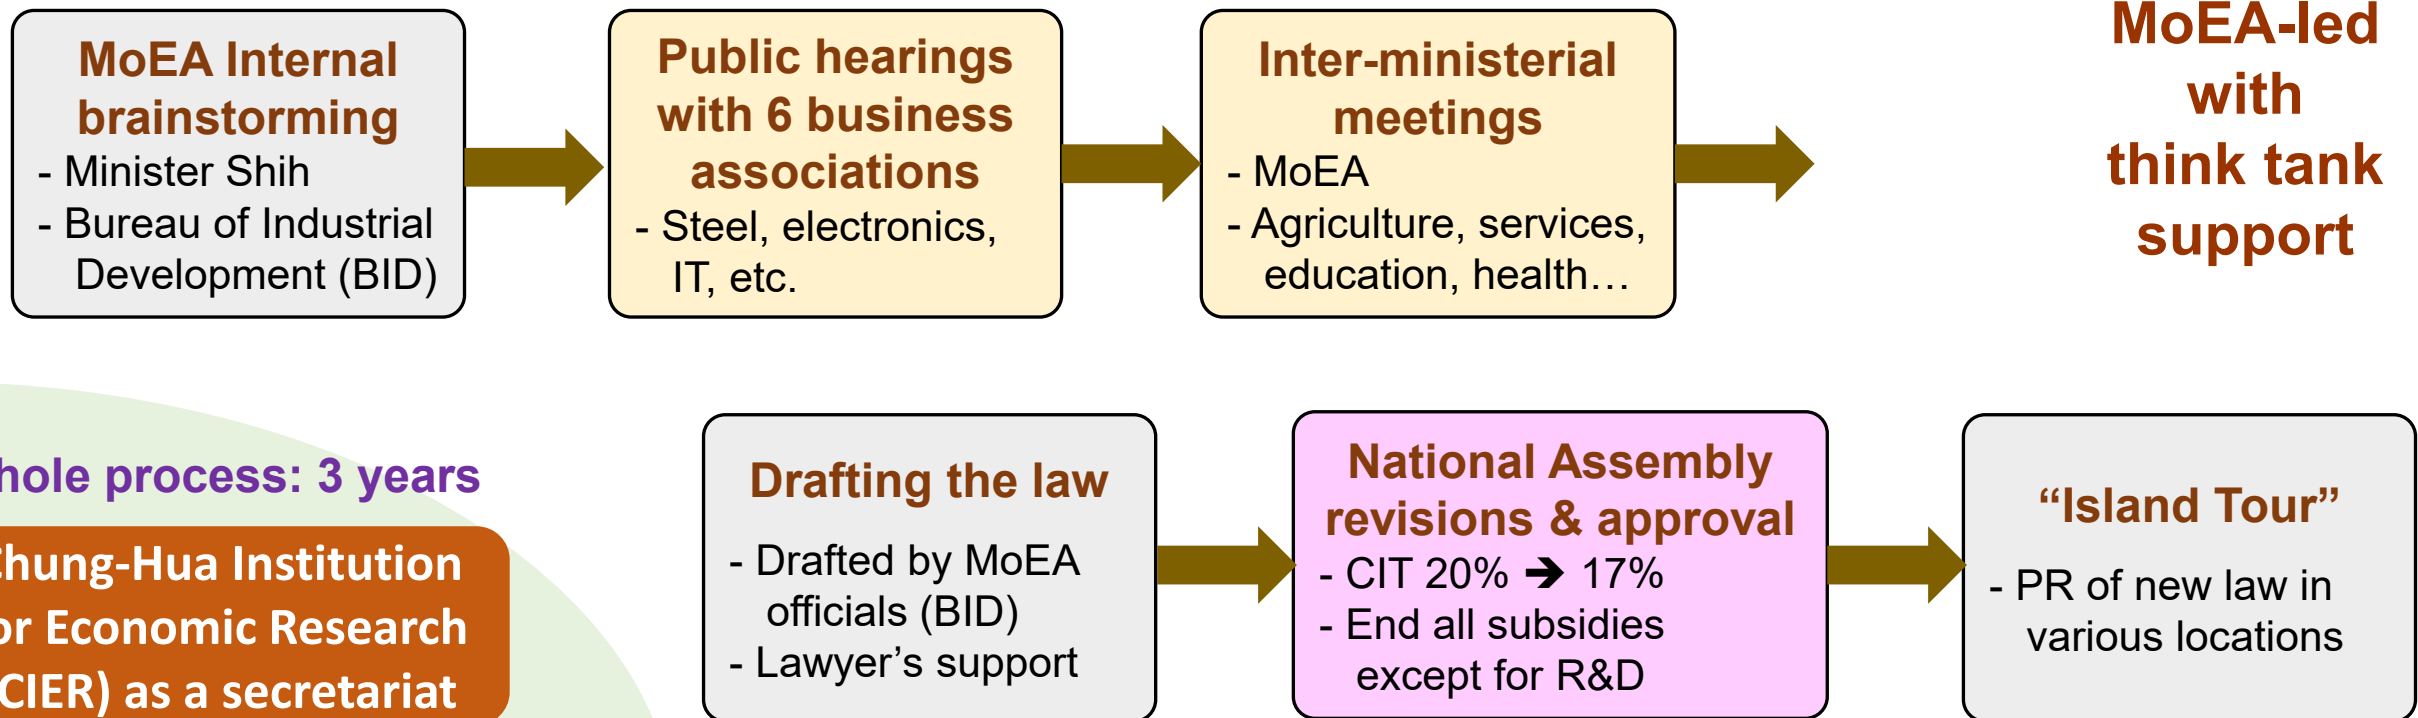 MoEA Internal
brainstorming
- Minister Shih
- Bureau of Industrial
Development (BID)
Public hearings
with 6 business
associations
- Steel, electronics,
IT, etc.
Inter-ministerial
meetings
- MoEA
- Agriculture, services,
education, health…
MoEA-led
with
think tank
support
hole process: 3 years
Chung-Hua Institution
or Economic Research
CIER) as a secretariat
Drafting the law
- Drafted by MoEA
officials (BID)
- Lawyer’s support
National Assembly
revisions & approval
- CIT 20% ➔ 17%
- End all subsidies
except for R&D
“Island Tour”
- PR of new law in
various locations